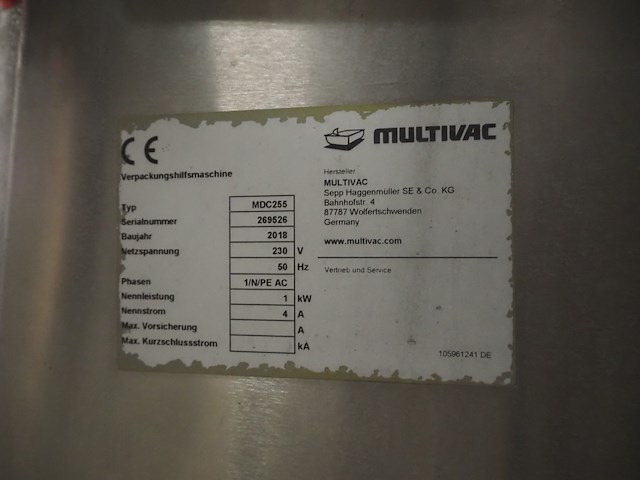 CE
Verpackungshilfsmaschine
Typ MDC255
Serialnummer 269526
Baujahr 2018
Netzspannung 230 V
50 Hz
Phasen 1/N/PE AC
Nennleistung 1 kW
Nennstrom 4 A
Max. Vorsicherung A
Max. Kurzschlussstrom kA
MULTIVAC
Hersteller
MULTIVAC
Sepp Haggenmüller SE & Co. KG
Bahnhofstr. 4
87787 Wolfertschwenden
Germany
www.multivac.com
Vertrieb und Service
105961241 DE